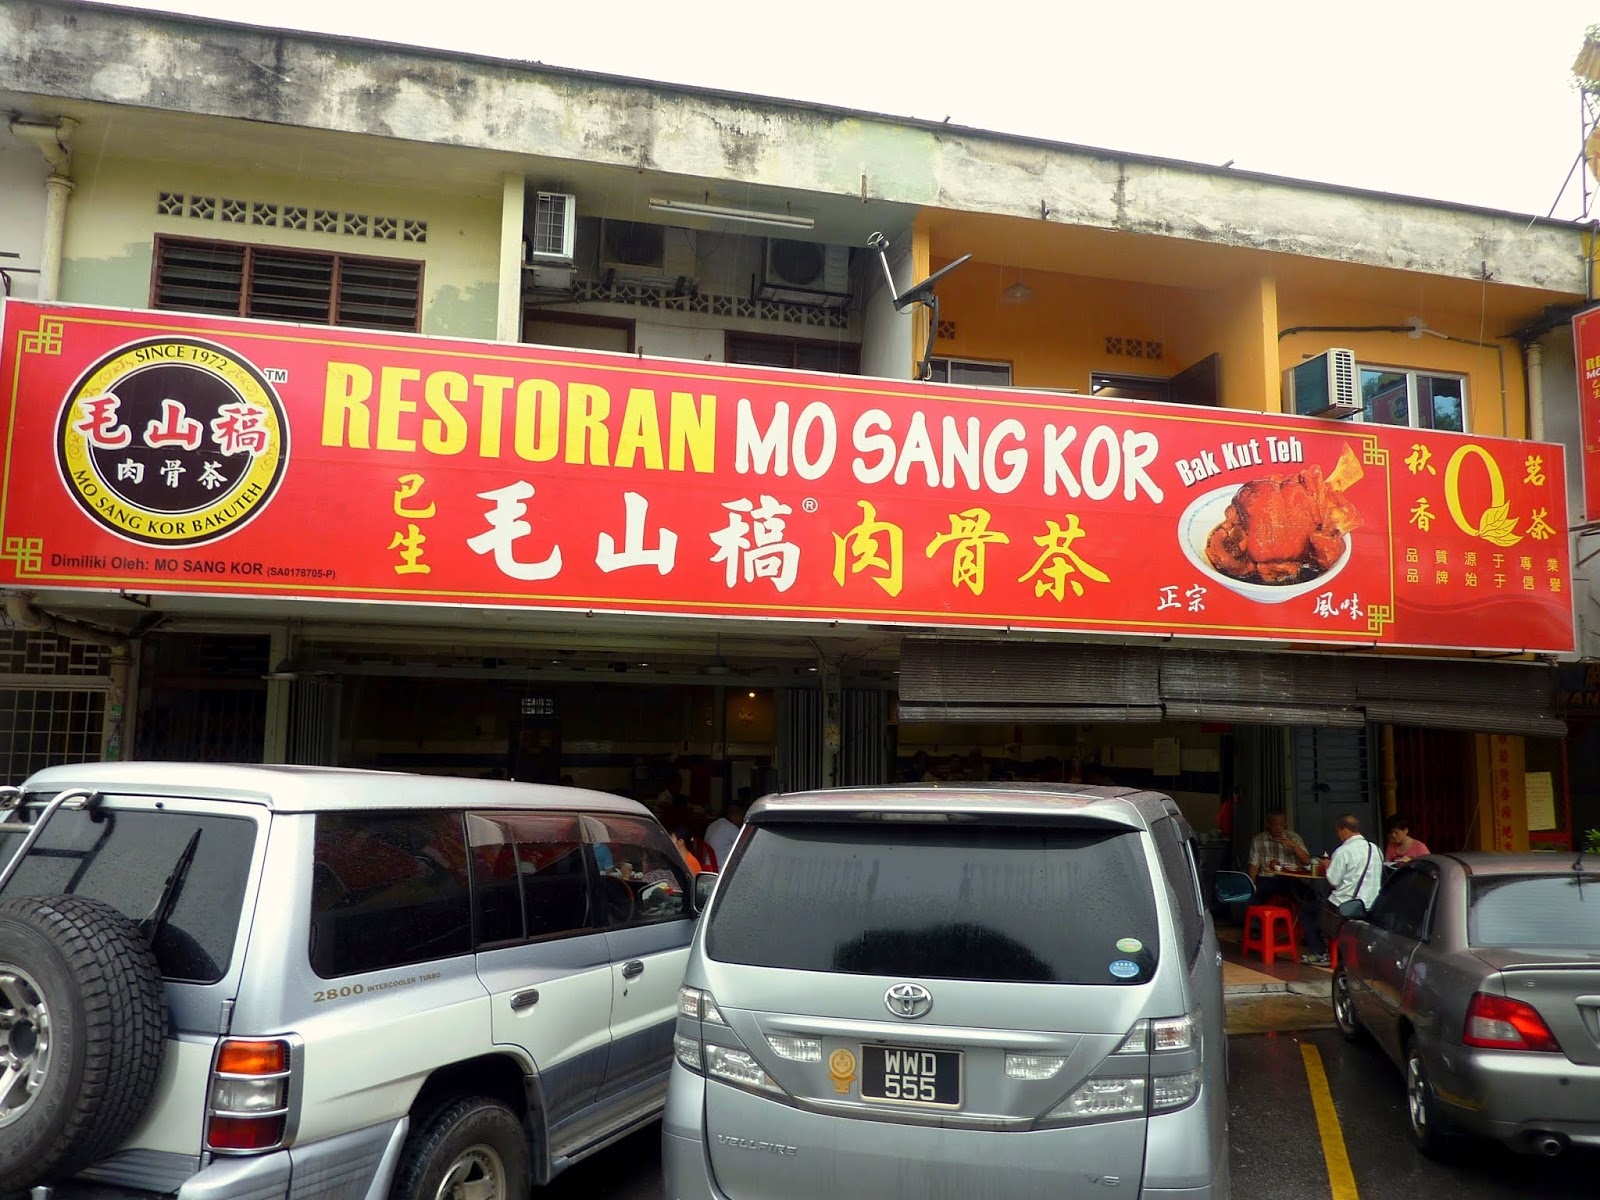 SINCE 1972
毛山稿
肉骨茶
MO SANG KOR BAKUTEH
TM
Dimiliki Oleh: MO SANG KOR (SA0178705-P)
RESTORAN MO SANG KOR
巴生 毛山稿® 肉骨茶
Bak Kut Teh
正宗 風味
秋香 Q 茗茶
品質源于專業
品牌始于信譽
2800 INTERCOOLER TURBO
WWD
555
VELLFIRE
V6